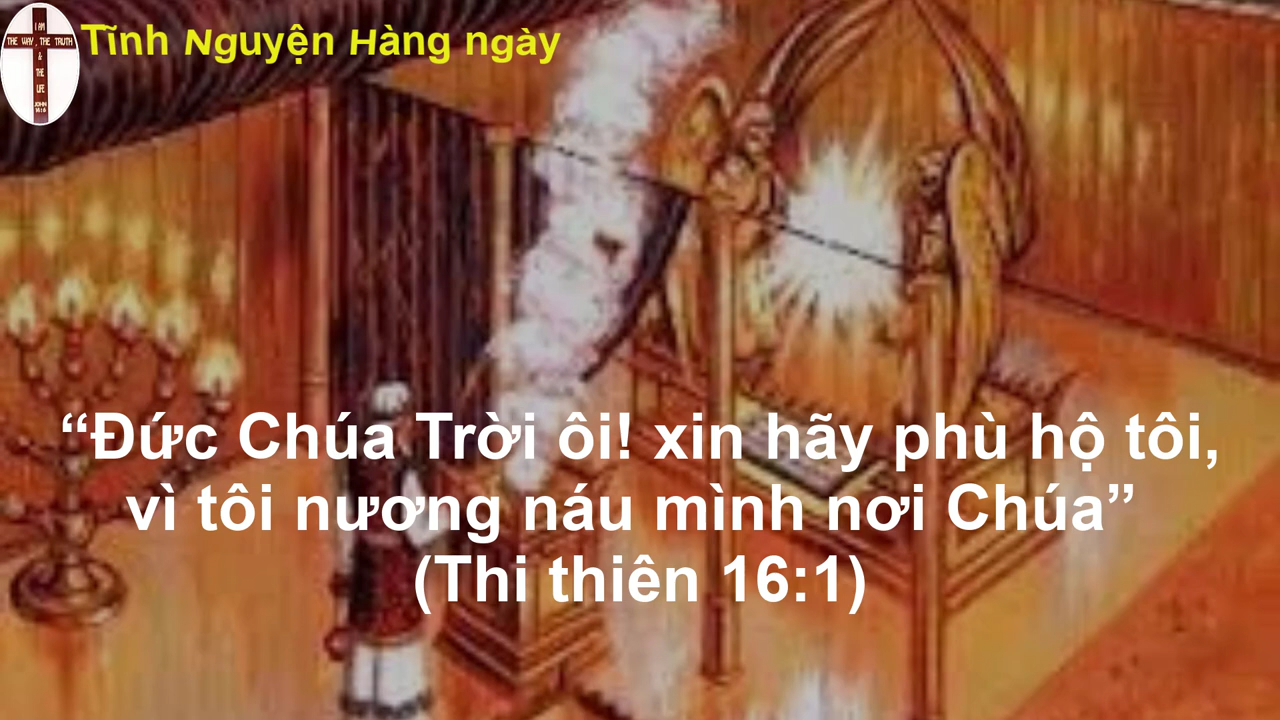 I AM
THE WAY, THE TRUTH
&
THE
LIFE
JOHN
Tĩnh Nguyện Hàng ngày
“Đức Chúa Trời ôi! xin hãy phù hộ tôi,
vì tôi nương náu mình nơi Chúa”
(Thi thiên 16:1)